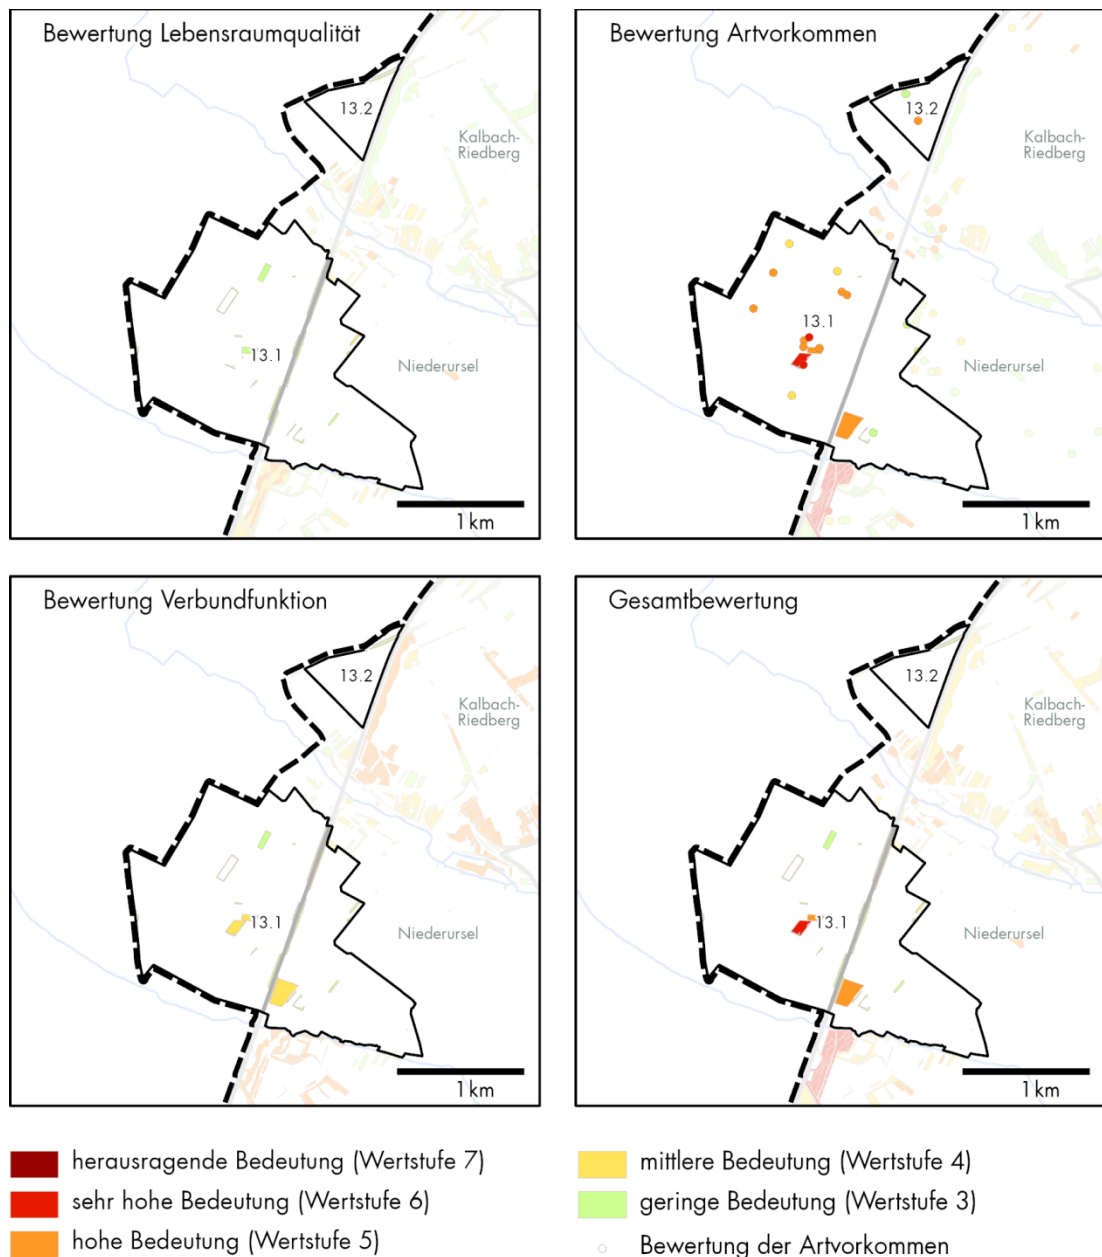 Bewertung Lebensraumqualität
13.2
Kalbach-
Riedberg
13.1
Niederursel
1 km
Bewertung Artvorkommen
13.2
Kalbach-
Riedberg
13.1
Niederursel
1 km
Bewertung Verbundfunktion
13.2
Kalbach-
Riedberg
13.1
Niederursel
1 km
Gesamtbewertung
13.2
Kalbach-
Riedberg
13.1
Niederursel
1 km
herausragende Bedeutung (Wertstufe 7)
sehr hohe Bedeutung (Wertstufe 6)
hohe Bedeutung (Wertstufe 5)
mittlere Bedeutung (Wertstufe 4)
geringe Bedeutung (Wertstufe 3)
Bewertung der Artvorkommen